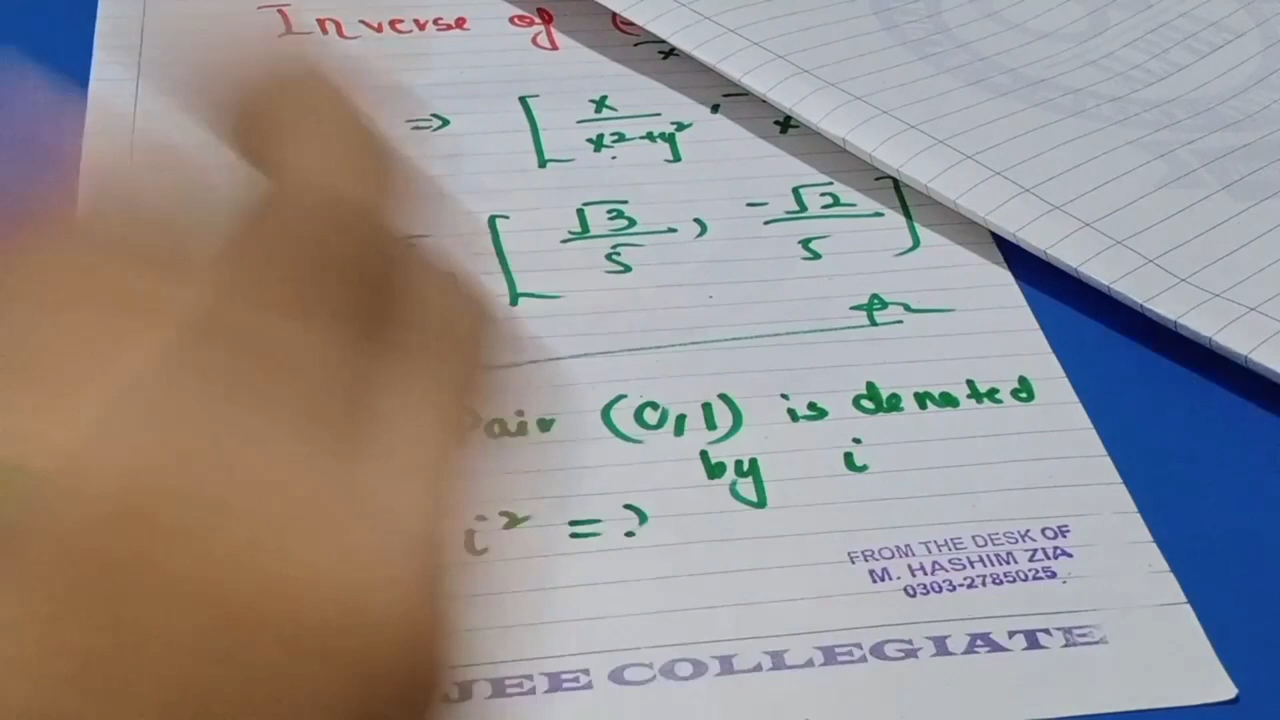 Inverse of
⇒ [ x / x²+y² , -
x
[ √3 / 5 , -√2 / 5 ]
Pair (0,1) is denoted
by i
i² = ?
FROM THE DESK OF
M. HASHIM ZIA
0303-2785025
JEE COLLEGIATE